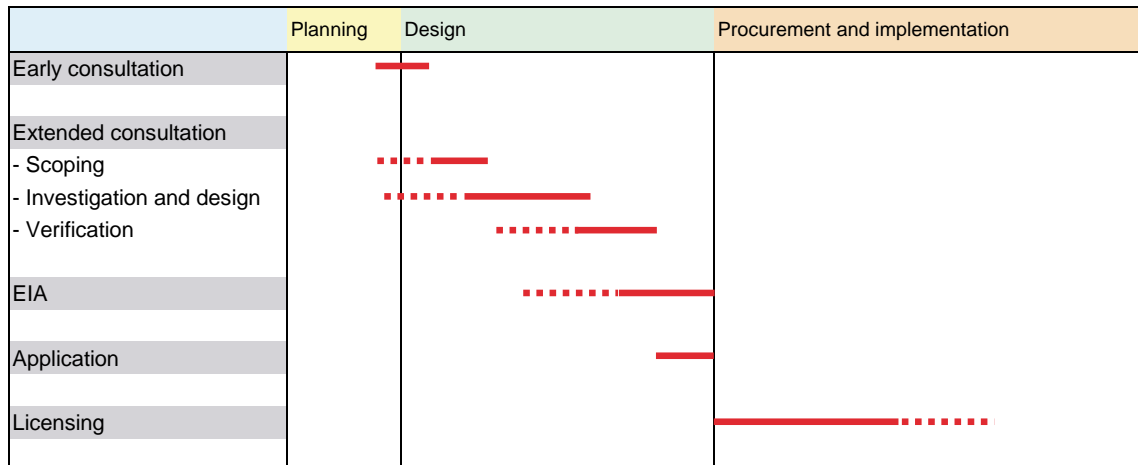 Planning Design Procurement and implementation
Early consultation
Extended consultation
- Scoping
- Investigation and design
- Verification
EIA
Application
Licensing